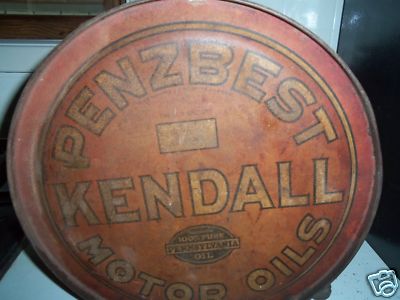 PENZBEST
KENDALL
100% PURE
PENNSYLVANIA
OIL
MOTOR OILS